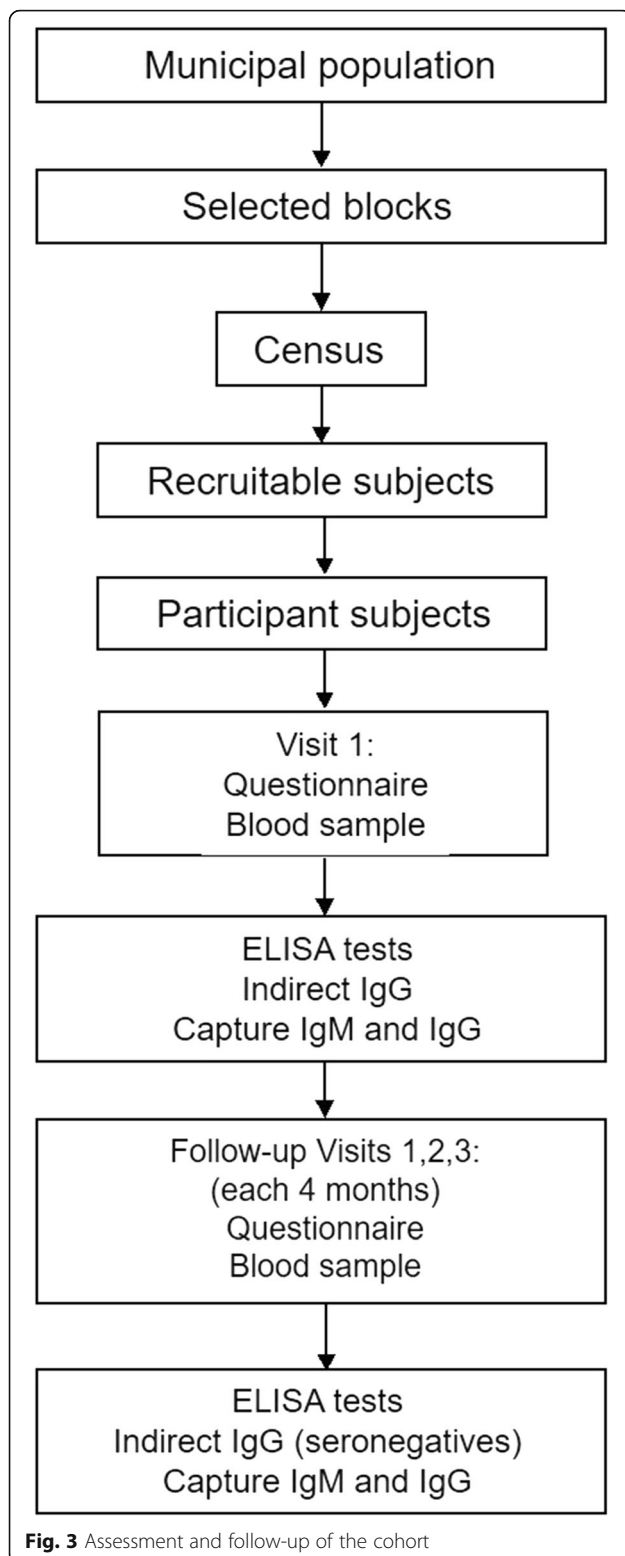 Municipal population
Selected blocks
Census
Recruitable subjects
Participant subjects
Visit 1:
Questionnaire
Blood sample
ELISA tests
Indirect IgG
Capture IgM and IgG
Follow-up Visits 1,2,3:
(each 4 months)
Questionnaire
Blood sample
ELISA tests
Indirect IgG (seronegatives)
Capture IgM and IgG
Fig. 3 Assessment and follow-up of the cohort